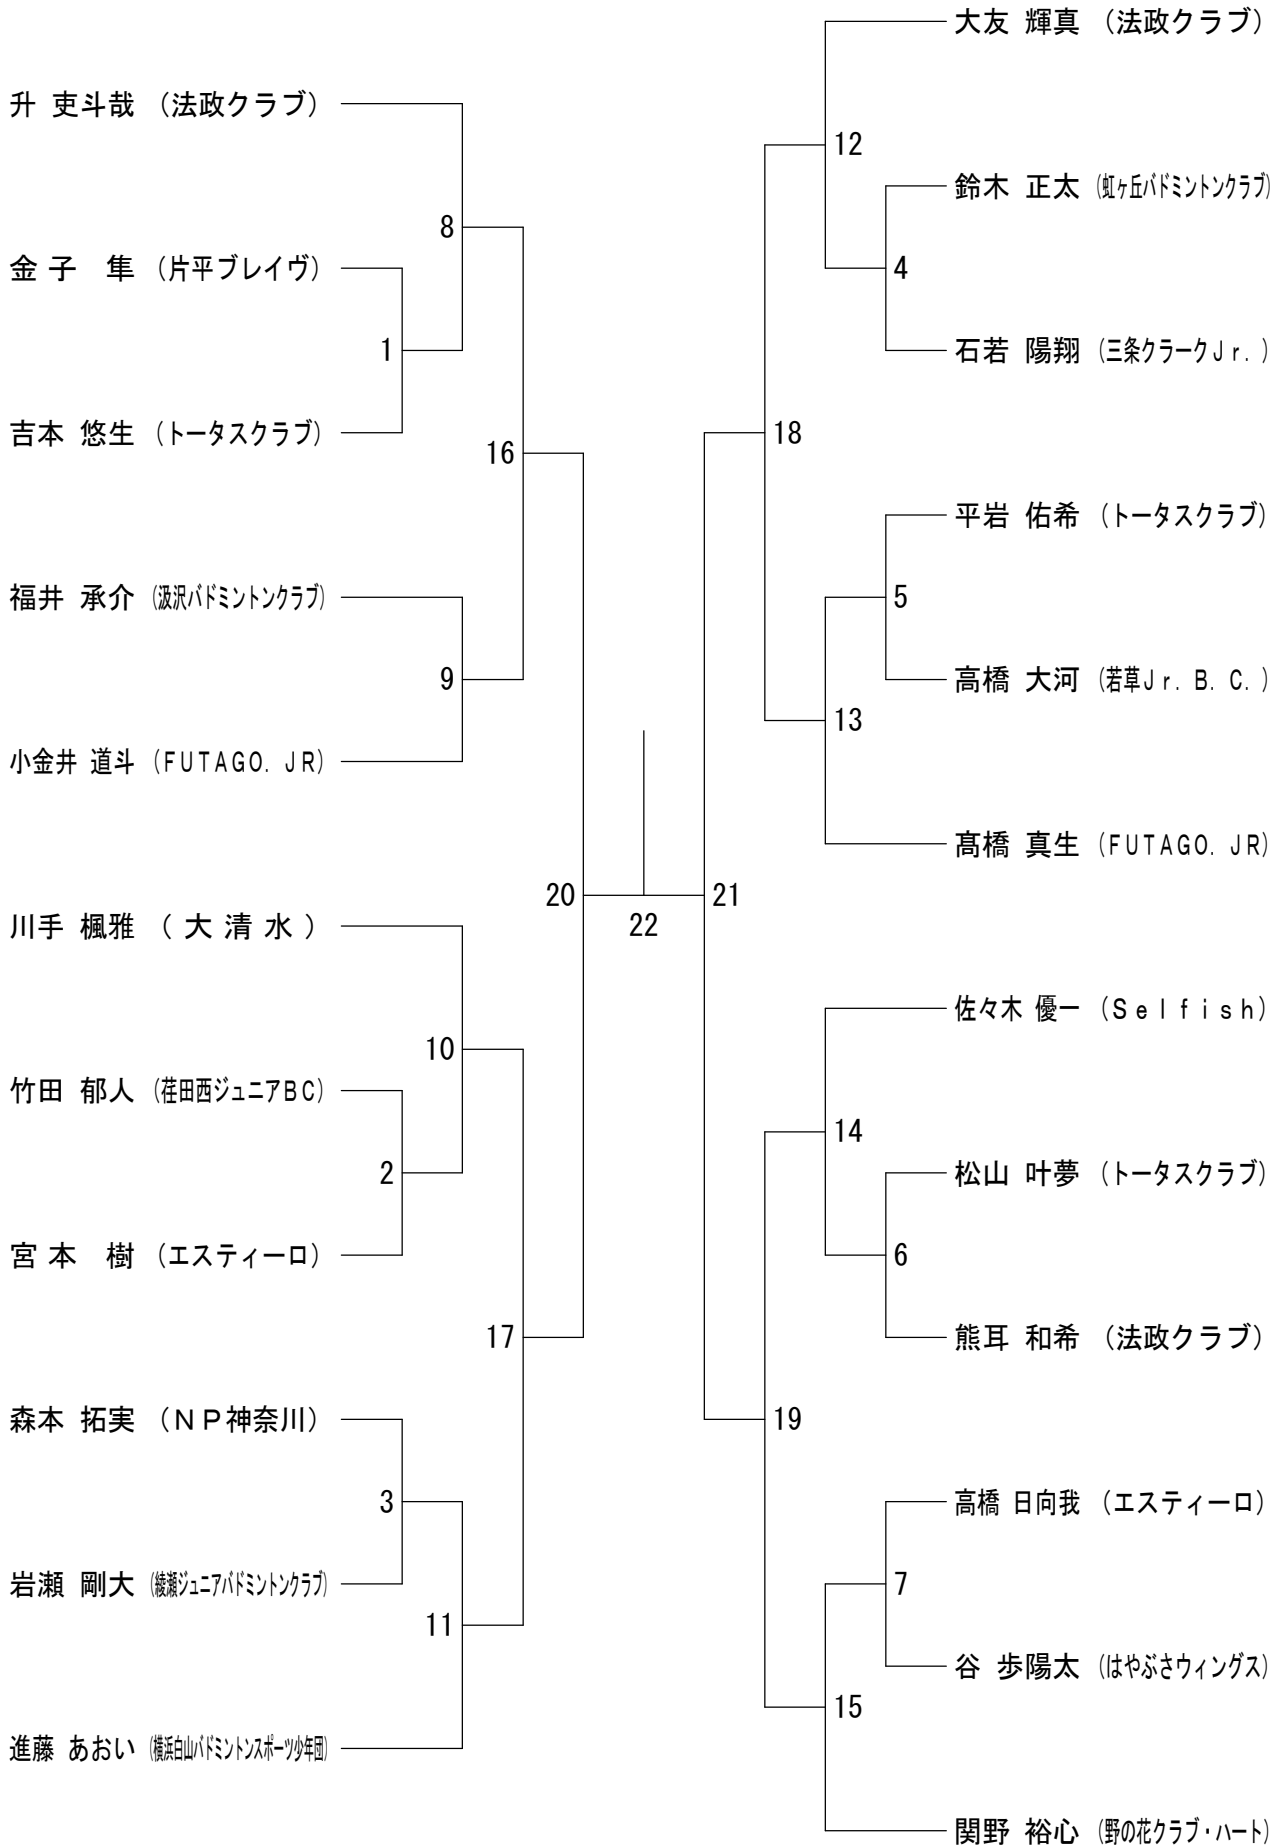 升 吏斗哉 (法政クラブ)
8
金子 隼 (片平ブレイヴ)
1
吉本 悠生 (トータスクラブ)
16
福井 承介 (汲沢バドミントンクラブ)
9
小金井 道斗 (FUTAGO. JR)
20
川手 楓雅 (大清水)
10
竹田 郁人 (荏田西ジュニアBC)
2
宮本 樹 (エスティーロ)
17
森本 拓実 (NP神奈川)
3
岩瀬 剛大 (綾瀬ジュニアバドミントンクラブ)
11
進藤 あおい (横浜白山バドミントンスポーツ少年団)
22
大友 輝真 (法政クラブ)
12
鈴木 正太 (虹ヶ丘バドミントンクラブ)
4
石若 陽翔 (三条クラークJr.)
18
平岩 佑希 (トータスクラブ)
5
高橋 大河 (若草Jr. B. C.)
13
髙橋 真生 (FUTAGO. JR)
21
佐々木 優一 (Selfish)
14
松山 叶夢 (トータスクラブ)
6
熊耳 和希 (法政クラブ)
19
高橋 日向我 (エスティーロ)
7
谷 歩陽太 (はやぶさウィングス)
15
関野 裕心 (野の花クラブ・ハート)